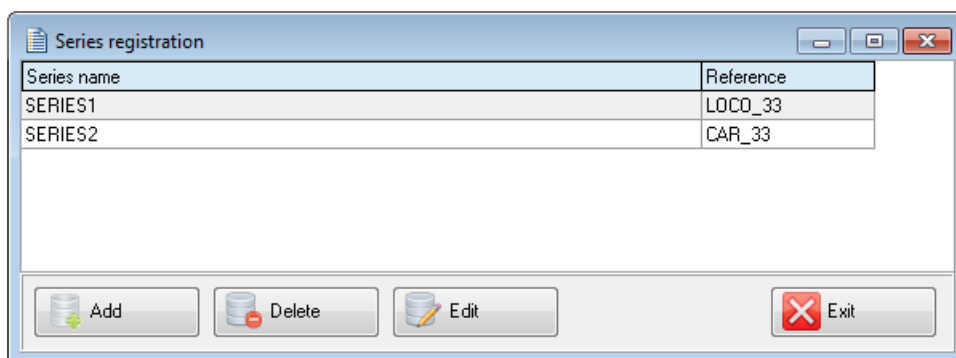 Series registration
Series name Reference
SERIES1 LOCO_33
SERIES2 CAR_33
Add Delete Edit Exit